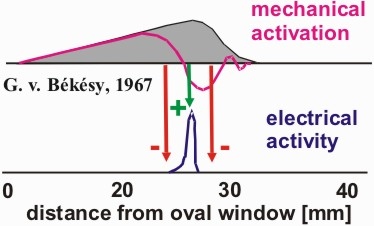 mechanical
activation
G. v. Békésy, 1967
+
electrical
activity
- -
0 20 30 40
distance from oval window [mm]